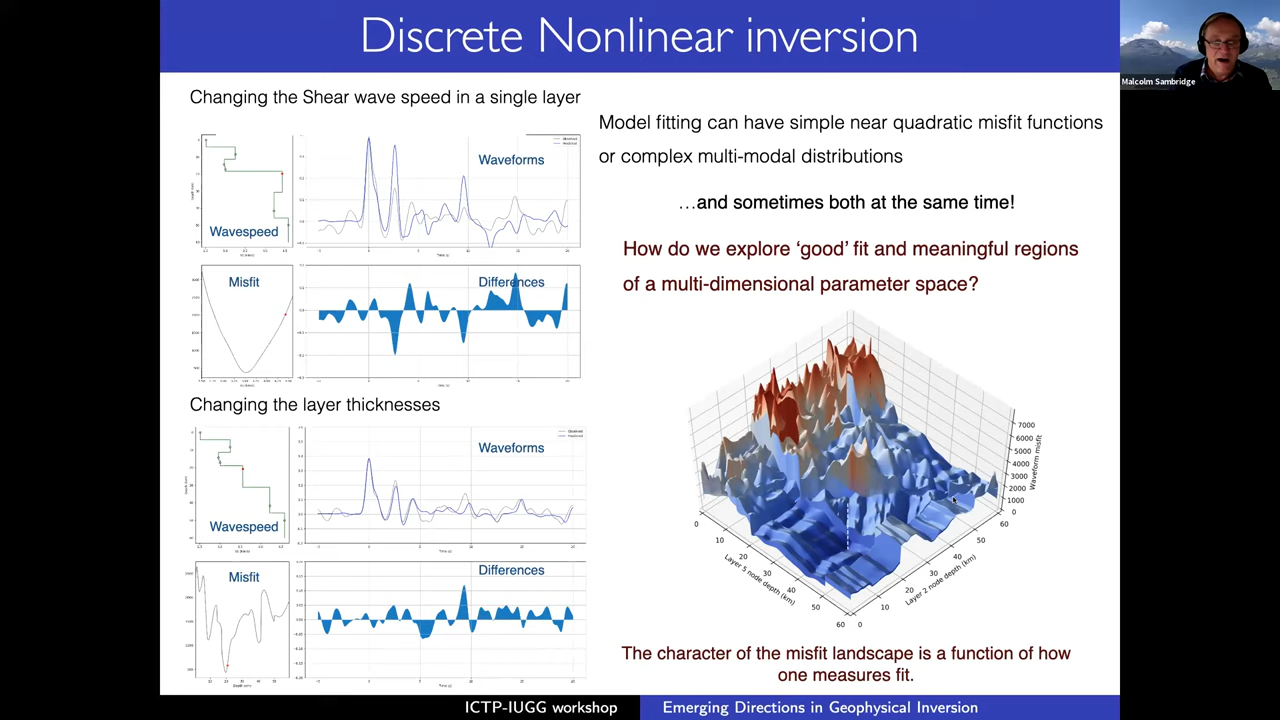 Discrete Nonlinear inversion
Malcolm Sambridge
Changing the Shear wave speed in a single layer
Waveforms
Wavespeed
Misfit
Differences
Changing the layer thicknesses
Waveforms
Wavespeed
Misfit
Differences
Model fitting can have simple near quadratic misfit functions
or complex multi-modal distributions
…and sometimes both at the same time!
How do we explore ‘good’ fit and meaningful regions
of a multi-dimensional parameter space?
7000
6000
5000
4000
3000
2000
1000
0
Waveform misfit
0
10
20
30
40
50
60
Layer 5 node depth (km)
0
10
20
30
40
50
60
Layer 2 node depth (km)
The character of the misfit landscape is a function of how
one measures fit.
ICTP-IUGG workshop
Emerging Directions in Geophysical Inversion